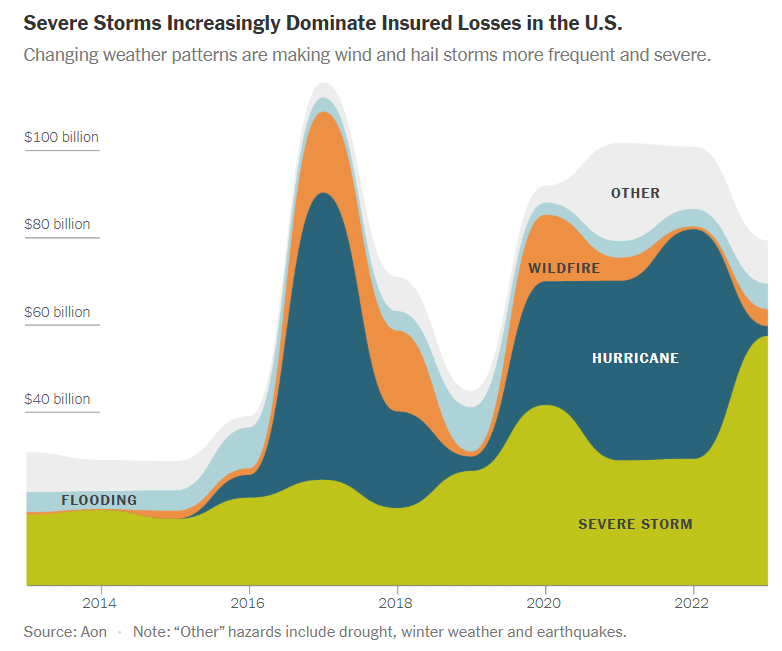 Severe Storms Increasingly Dominate Insured Losses in the U.S.
Changing weather patterns are making wind and hail storms more frequent and severe.
$100 billion
OTHER
$80 billion
WILDFIRE
$60 billion
HURRICANE
$40 billion
FLOODING
SEVERE STORM
2014 2016 2018 2020 2022
Source: Aon • Note: “Other” hazards include drought, winter weather and earthquakes.